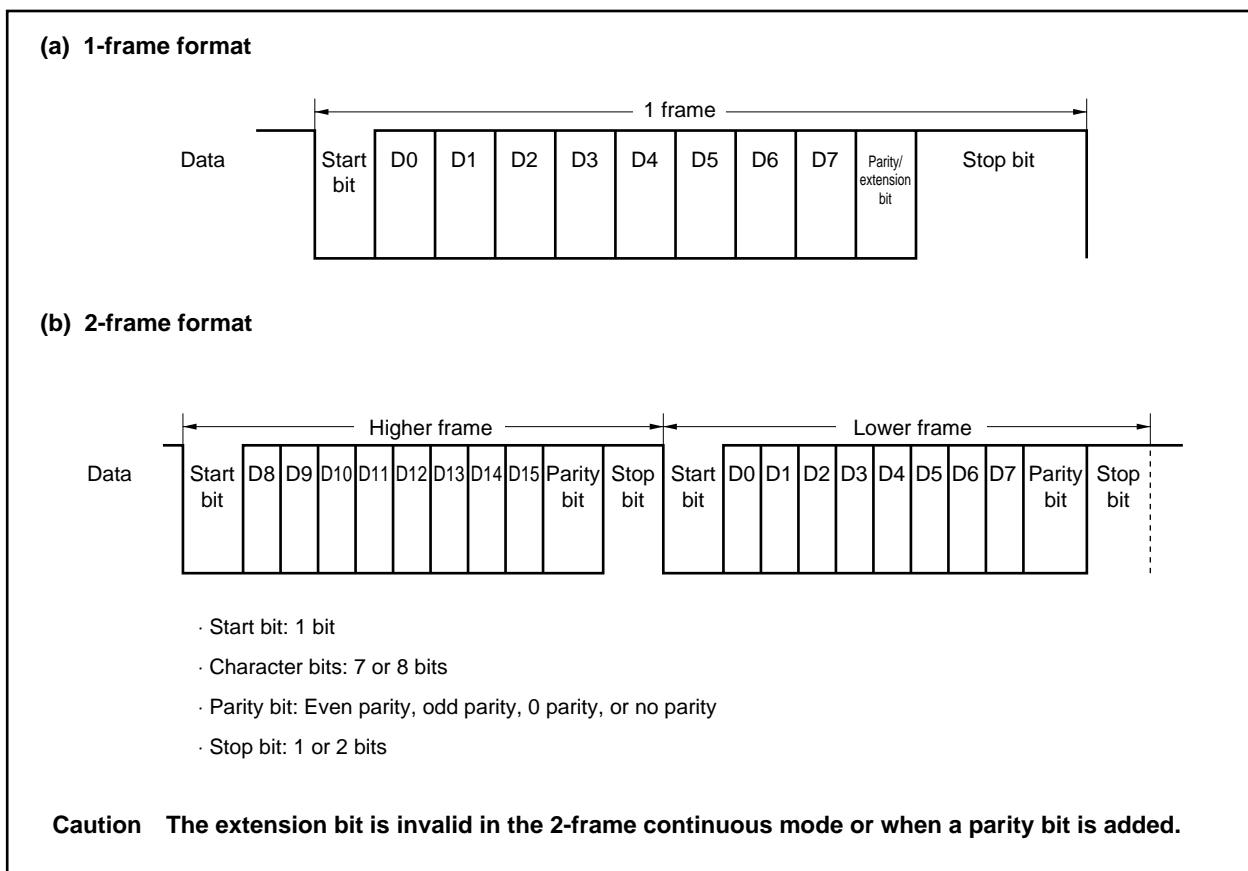 (a) 1-frame format
1 frame
Data Start bit D0 D1 D2 D3 D4 D5 D6 D7 Parity/extension bit Stop bit
(b) 2-frame format
Higher frame Lower frame
Data Start bit D8 D9 D10 D11 D12 D13 D14 D15 Parity bit Stop bit Start bit D0 D1 D2 D3 D4 D5 D6 D7 Parity bit Stop bit
· Start bit: 1 bit
· Character bits: 7 or 8 bits
· Parity bit: Even parity, odd parity, 0 parity, or no parity
· Stop bit: 1 or 2 bits
Caution The extension bit is invalid in the 2-frame continuous mode or when a parity bit is added.